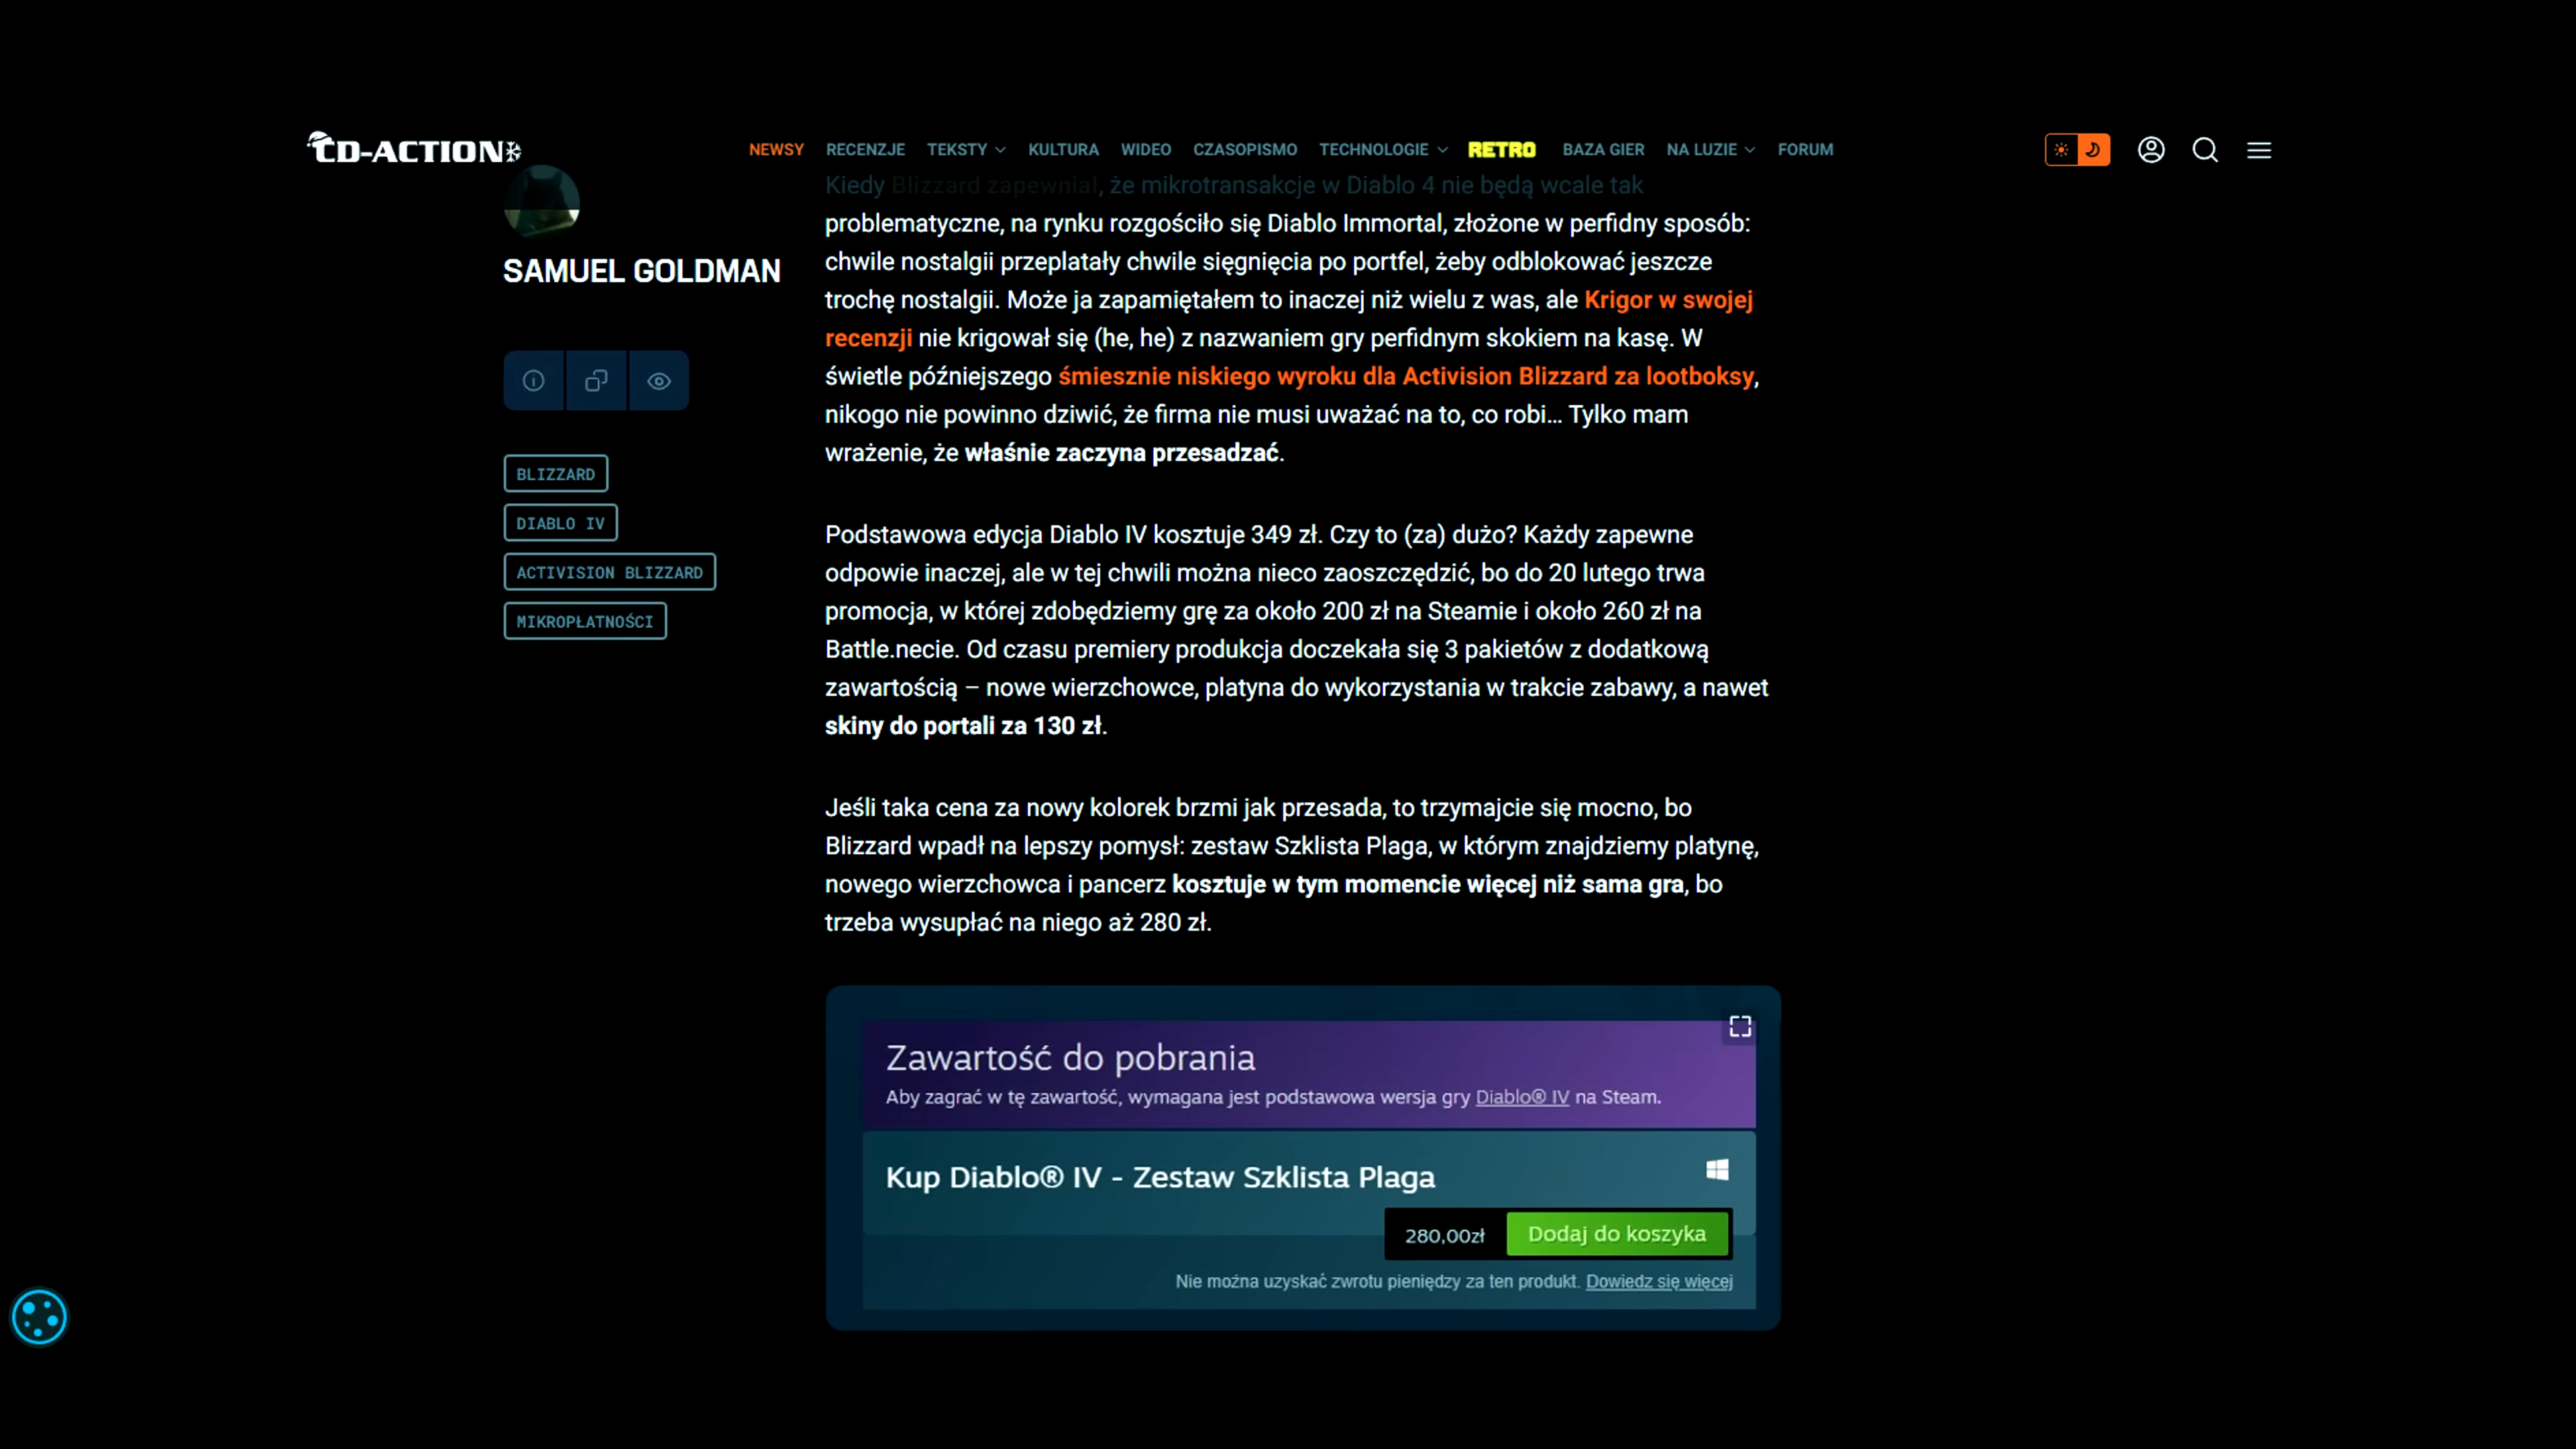 CD-ACTION
NEWSY RECENZJE TEKSTY KULTURA WIDEO CZASOPISMO TECHNOLOGIE RETRO BAZA GIER NA LUZIE FORUM
SAMUEL GOLDMAN
BLIZZARD
DIABLO IV
ACTIVISION BLIZZARD
MIKROPŁATNOŚCI
Kiedy Blizzard zapewniał, że mikrotransakcje w Diablo 4 nie będą wcale tak
problematyczne, na rynku rozgościło się Diablo Immortal, złożone w perfidny sposób:
chwile nostalgii przeplatały chwile sięgnięcia po portfel, żeby odblokować jeszcze
trochę nostalgii. Może ja zapamiętałem to inaczej niż wielu z was, ale Krigor w swojej
recenzji nie krigował się (he, he) z nazwaniem gry perfidnym skokiem na kasę. W
świetle późniejszego śmiesznie niskiego wyroku dla Activision Blizzard za lootboksy,
nikogo nie powinno dziwić, że firma nie musi uważać na to, co robi… Tylko mam
wrażenie, że właśnie zaczyna przesadzać.
Podstawowa edycja Diablo IV kosztuje 349 zł. Czy to (za) dużo? Każdy zapewne
odpowie inaczej, ale w tej chwili można nieco zaoszczędzić, bo do 20 lutego trwa
promocja, w której zdobędziemy grę za około 200 zł na Steamie i około 260 zł na
Battle.necie. Od czasu premiery produkcja doczekała się 3 pakietów z dodatkową
zawartością – nowe wierzchowce, platyna do wykorzystania w trakcie zabawy, a nawet
skiny do portali za 130 zł.
Jeśli taka cena za nowy kolorek brzmi jak przesada, to trzymajcie się mocno, bo
Blizzard wpadł na lepszy pomysł: zestaw Szklista Plaga, w którym znajdziemy platynę,
nowego wierzchowca i pancerz kosztuje w tym momencie więcej niż sama gra, bo
trzeba wysupłać na niego aż 280 zł.
Zawartość do pobrania
Aby zagrać w tę zawartość, wymagana jest podstawowa wersja gry Diablo® IV na Steam.
Kup Diablo® IV - Zestaw Szklista Plaga
280,00zł Dodaj do koszyka
Nie można uzyskać zwrotu pieniędzy za ten produkt. Dowiedz się więcej